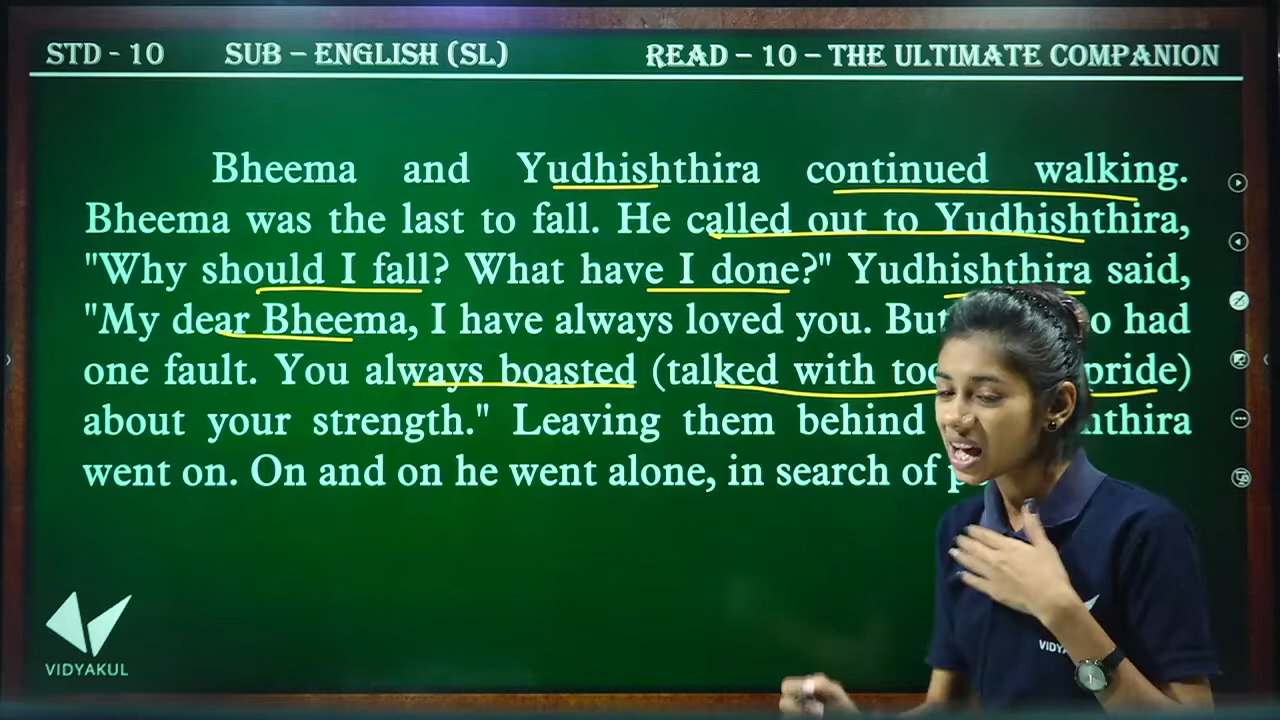 STD - 10 SUB – ENGLISH (SL) READ – 10 – THE ULTIMATE COMPANION
Bheema and Yudhishthira continued walking.
Bheema was the last to fall. He called out to Yudhishthira,
"Why should I fall? What have I done?" Yudhishthira said,
"My dear Bheema, I have always loved you. But had
one fault. You always boasted (talked with pride)
about your strength." Leaving them behind
went on. On and on he went alone, in search of
VIDYAKUL